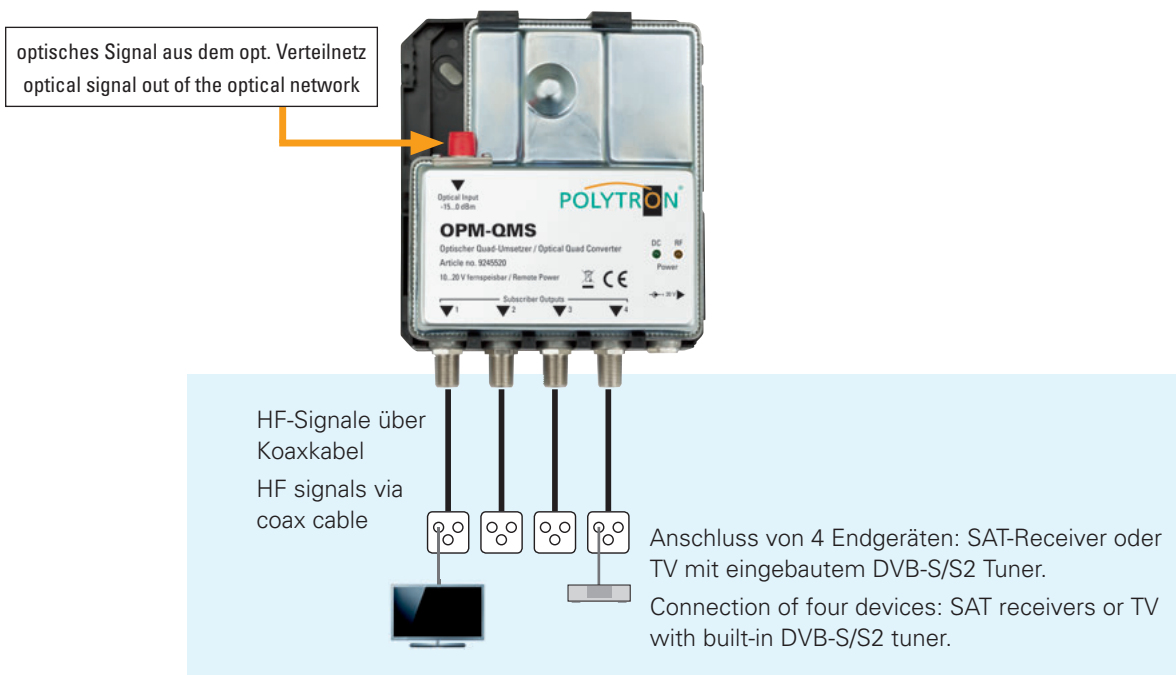 optisches Signal aus dem opt. Verteilnetz
optical signal out of the optical network
Optical Input
-15...0 dBm
POLYTRON®
OPM-QMS
Optischer Quad-Umsetzer / Optical Quad Converter
Article no. 9245520
10...20 V fernspeisbar / Remote Power
CE
DC RF
Power
Subscriber Outputs
1 2 3 4
HF-Signale über
Koaxkabel
HF signals via
coax cable
Anschluss von 4 Endgeräten: SAT-Receiver oder
TV mit eingebautem DVB-S/S2 Tuner.
Connection of four devices: SAT receivers or TV
with built-in DVB-S/S2 tuner.